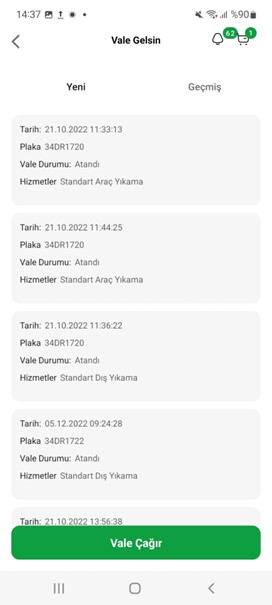 14:37 %90
Vale Gelsin 62 1
Yeni Geçmiş
Tarih: 21.10.2022 11:33:13
Plaka 34DR1720
Vale Durumu: Atandı
Hizmetler Standart Araç Yıkama
Tarih: 21.10.2022 11:44:25
Plaka 34DR1720
Vale Durumu: Atandı
Hizmetler Standart Araç Yıkama
Tarih: 21.10.2022 11:36:22
Plaka 34DR1720
Vale Durumu: Atandı
Hizmetler Standart Dış Yıkama
Tarih: 05.12.2022 09:24:28
Plaka 34DR1722
Vale Durumu: Atandı
Hizmetler Standart Dış Yıkama
Tarih: 21.10.2022 13:56:38
Vale Çağır